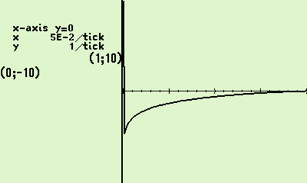 x-axis y=0
x 5E-2/tick
y 1/tick
(1;10)
(0;-10)